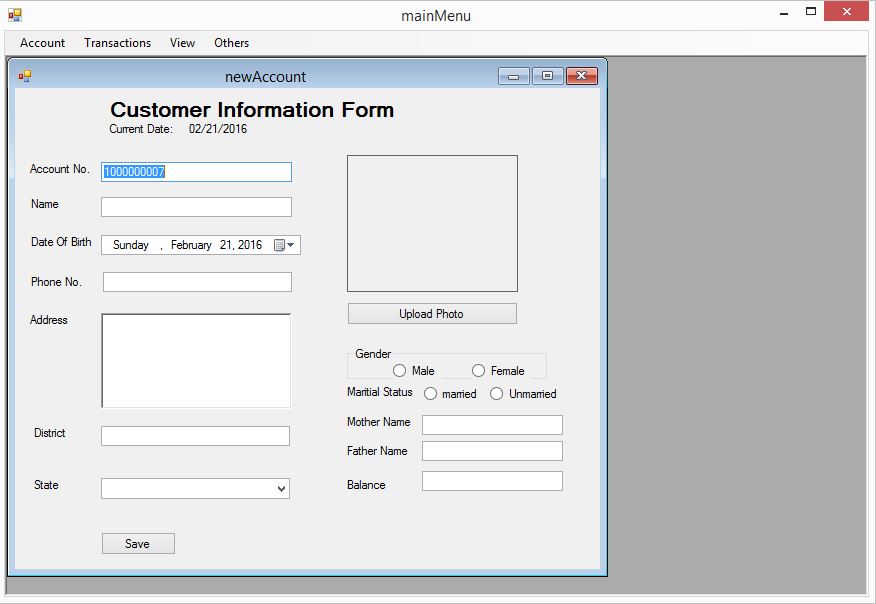 mainMenu
Account Transactions View Others
newAccount
Customer Information Form
Current Date: 02/21/2016
Account No. 1000000007
Name
Date Of Birth Sunday , February 21, 2016
Phone No.
Address
Upload Photo
Gender
Male Female
Maritial Status married Unmarried
Mother Name
District
Father Name
State
Balance
Save